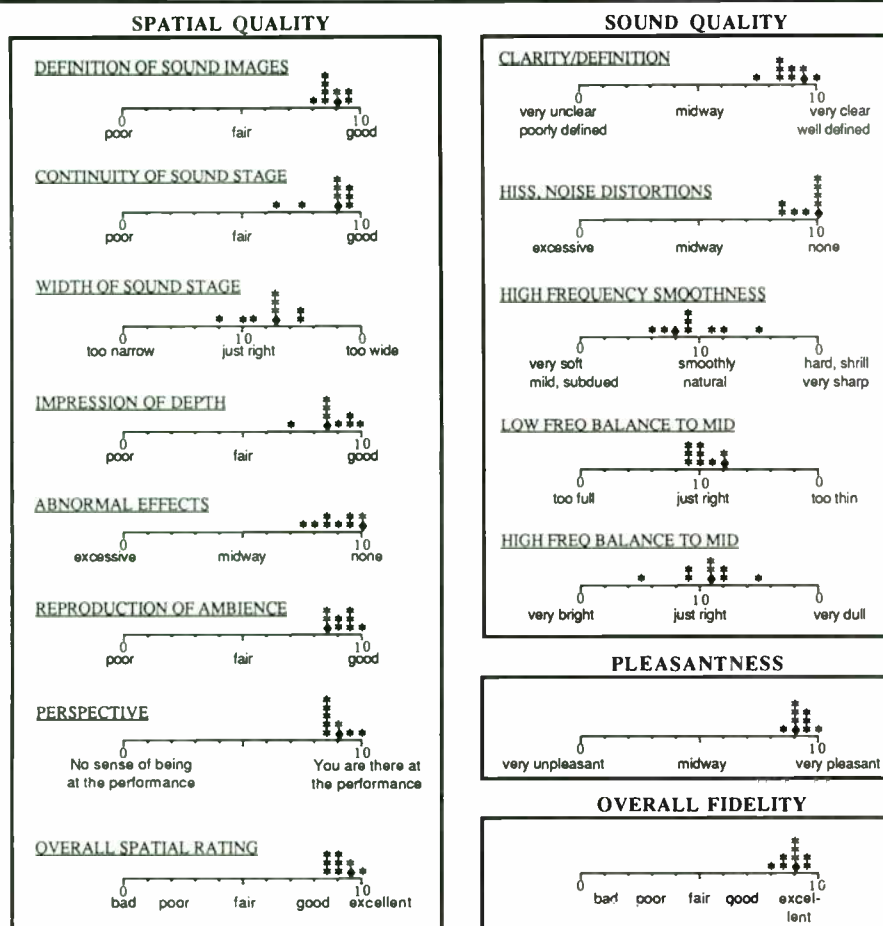 SPATIAL QUALITY
DEFINITION OF SOUND IMAGES
0 10
poor fair good
CONTINUITY OF SOUND STAGE
0 10
poor fair good
WIDTH OF SOUND STAGE
0 10 0
too narrow just right too wide
IMPRESSION OF DEPTH
0 10
poor fair good
ABNORMAL EFFECTS
0 10
excessive midway none
REPRODUCTION OF AMBIENCE
0 10
poor fair good
PERSPECTIVE
0 10
No sense of being You are there at
at the performance the performance
OVERALL SPATIAL RATING
0 10
bad poor fair good excellent
SOUND QUALITY
CLARITY/DEFINITION
0 10
very unclear midway very clear
poorly defined well defined
HISS, NOISE DISTORTIONS
0 10
excessive midway none
HIGH FREQUENCY SMOOTHNESS
0 10 0
very soft smoothly hard, shrill
mild, subdued natural very sharp
LOW FREQ BALANCE TO MID
0 10 0
too full just right too thin
HIGH FREQ BALANCE TO MID
0 10 0
very bright just right very dull
PLEASANTNESS
0 10
very unpleasant midway very pleasant
OVERALL FIDELITY
0 10
bad poor fair good excel-
lent